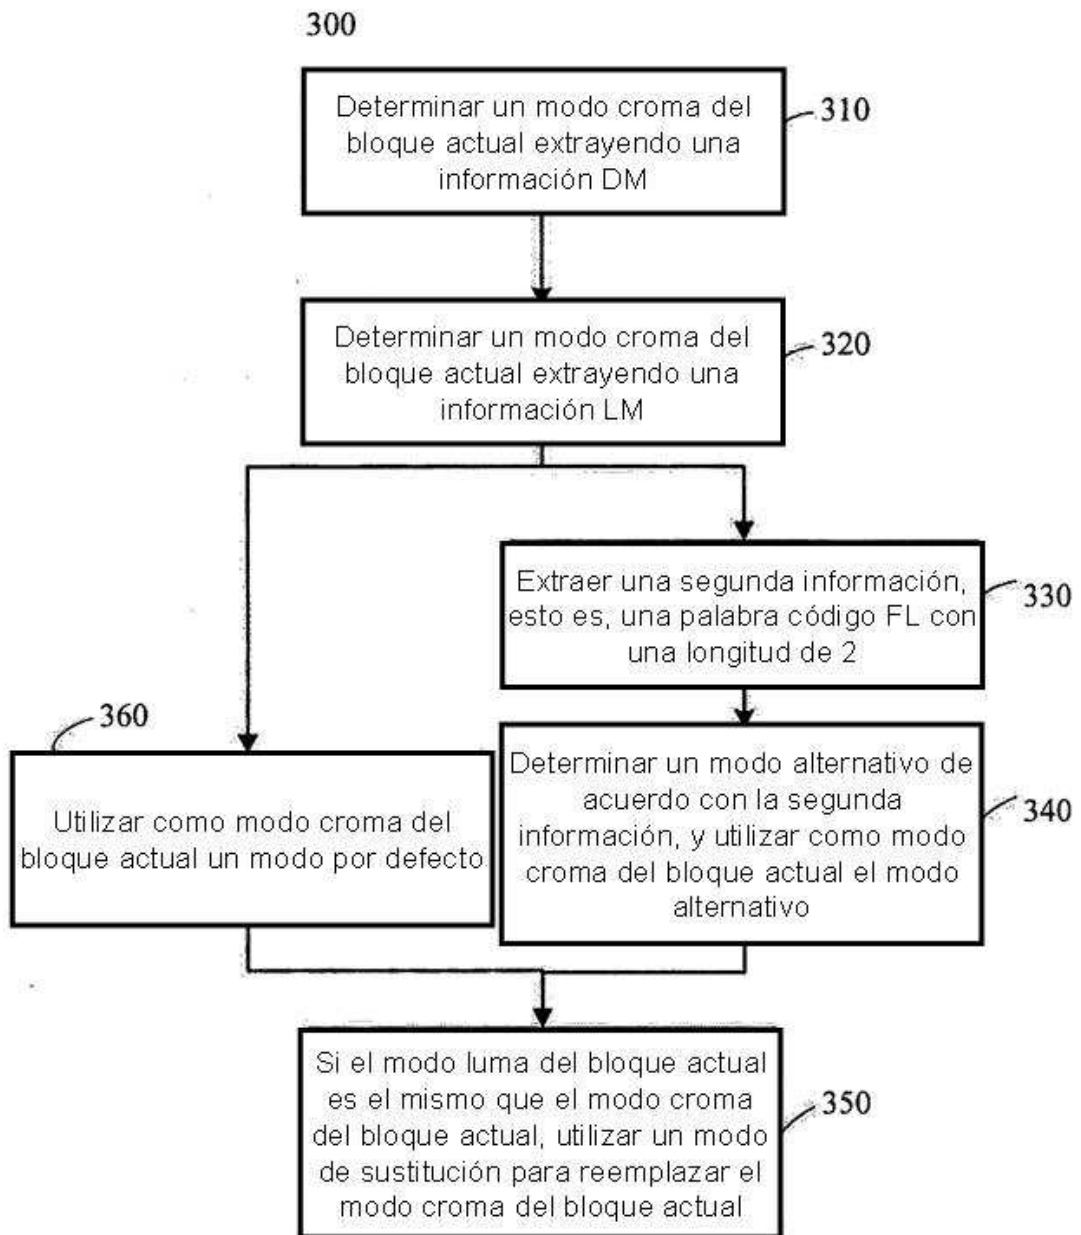 300
Determinar un modo croma del
bloque actual extrayendo una
información DM
310
Determinar un modo croma del
bloque actual extrayendo una
información LM
320
Extraer una segunda información,
esto es, una palabra código FL con
una longitud de 2
330
360
Utilizar como modo croma del
bloque actual un modo por defecto
Determinar un modo alternativo de
acuerdo con la segunda
información, y utilizar como modo
croma del bloque actual el modo
alternativo
340
Si el modo luma del bloque actual
es el mismo que el modo croma
del bloque actual, utilizar un modo
de sustitución para reemplazar el
modo croma del bloque actual
350